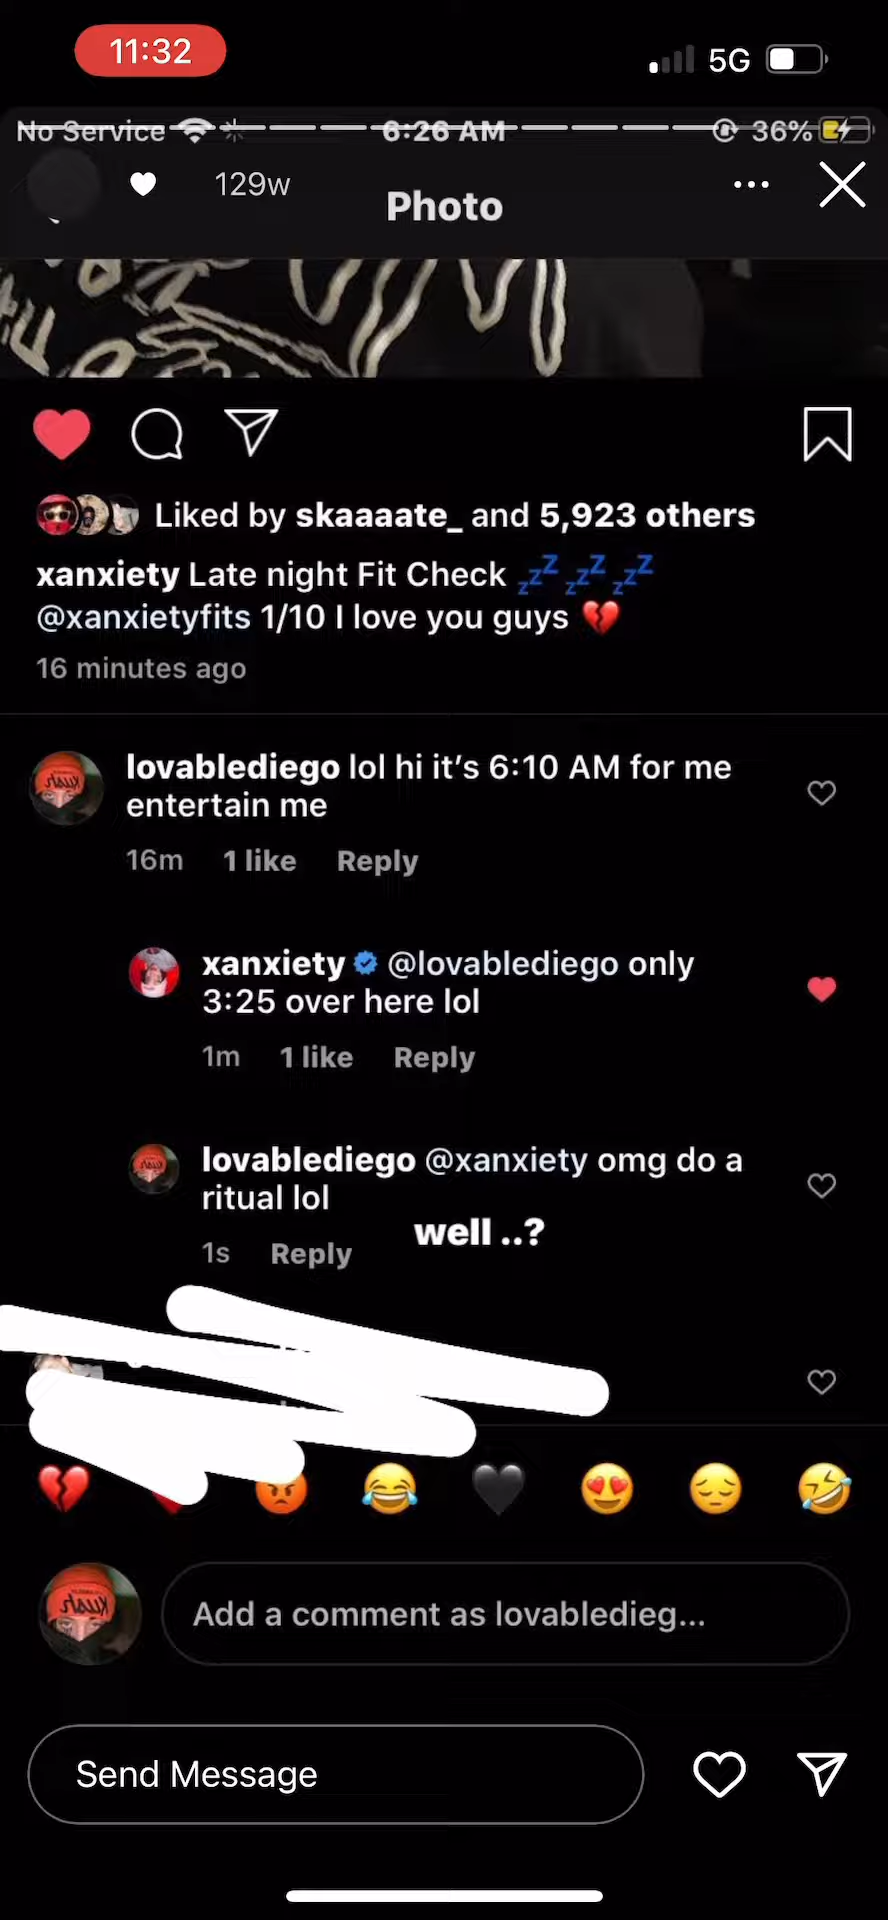 11:32
5G
No Service 6:26 AM 36%
129w
Photo
Liked by skaaaate_ and 5,923 others
xanxiety Late night Fit Check 💤💤💤
@xanxietyfits 1/10 I love you guys 💔
16 minutes ago
lovablediego lol hi it's 6:10 AM for me
entertain me
16m 1 like Reply
xanxiety @lovablediego only
3:25 over here lol
1m 1 like Reply
lovablediego @xanxiety omg do a
ritual lol
well ..?
1s Reply
Add a comment as lovabledieg...
Send Message